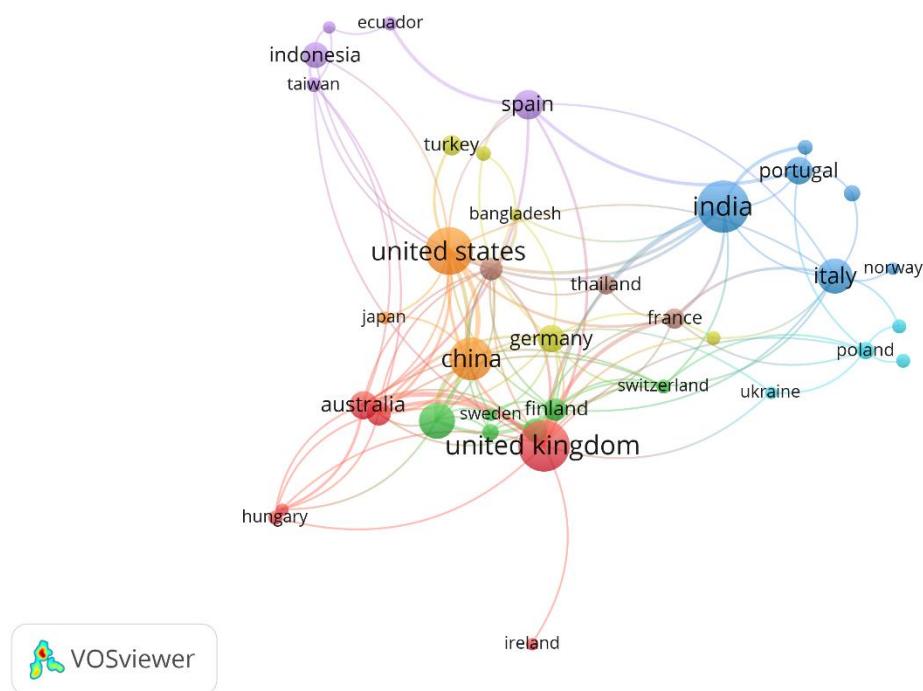 ecuador
indonesia
taiwan
spain
turkey
portugal
india
bangladesh
united states
italy
norway
thailand
japan
france
germany
china
poland
switzerland
ukraine
australia
sweden
finland
united kingdom
hungary
ireland
VOSviewer